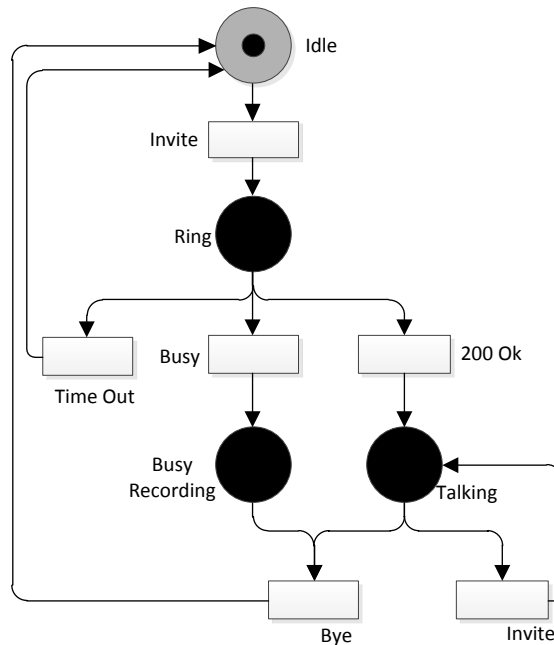 Idle
Invite
Ring
Busy
200 Ok
Time Out
Busy
Recording
Talking
Bye
Invite